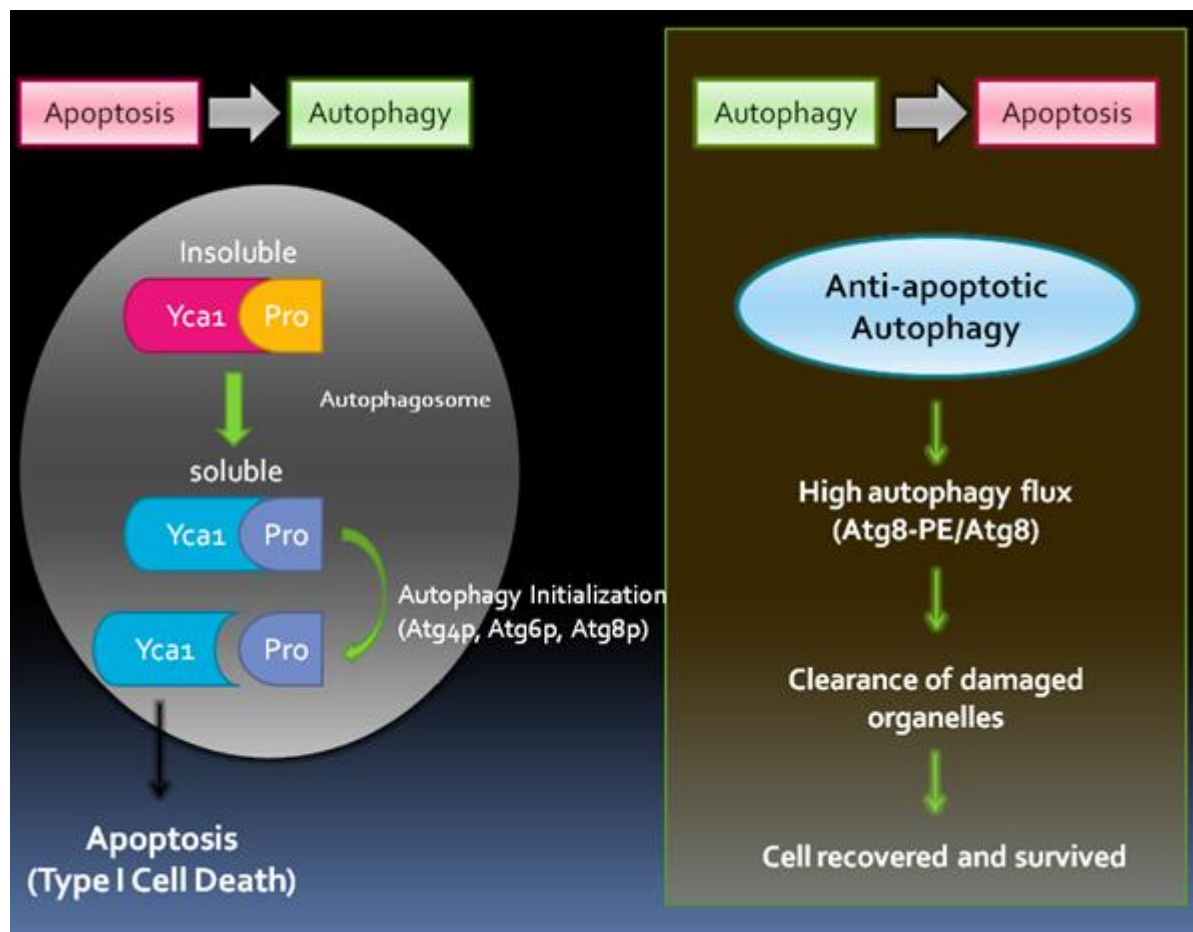 Apoptosis
Autophagy
Insoluble
Yca1
Pro
Autophagosome
soluble
Yca1
Pro
Autophagy Initialization
(Atg4p, Atg6p, Atg8p)
Yca1
Pro
Apoptosis
(Type I Cell Death)
Autophagy
Apoptosis
Anti-apoptotic
Autophagy
High autophagy flux
(Atg8-PE/Atg8)
Clearance of damaged
organelles
Cell recovered and survived